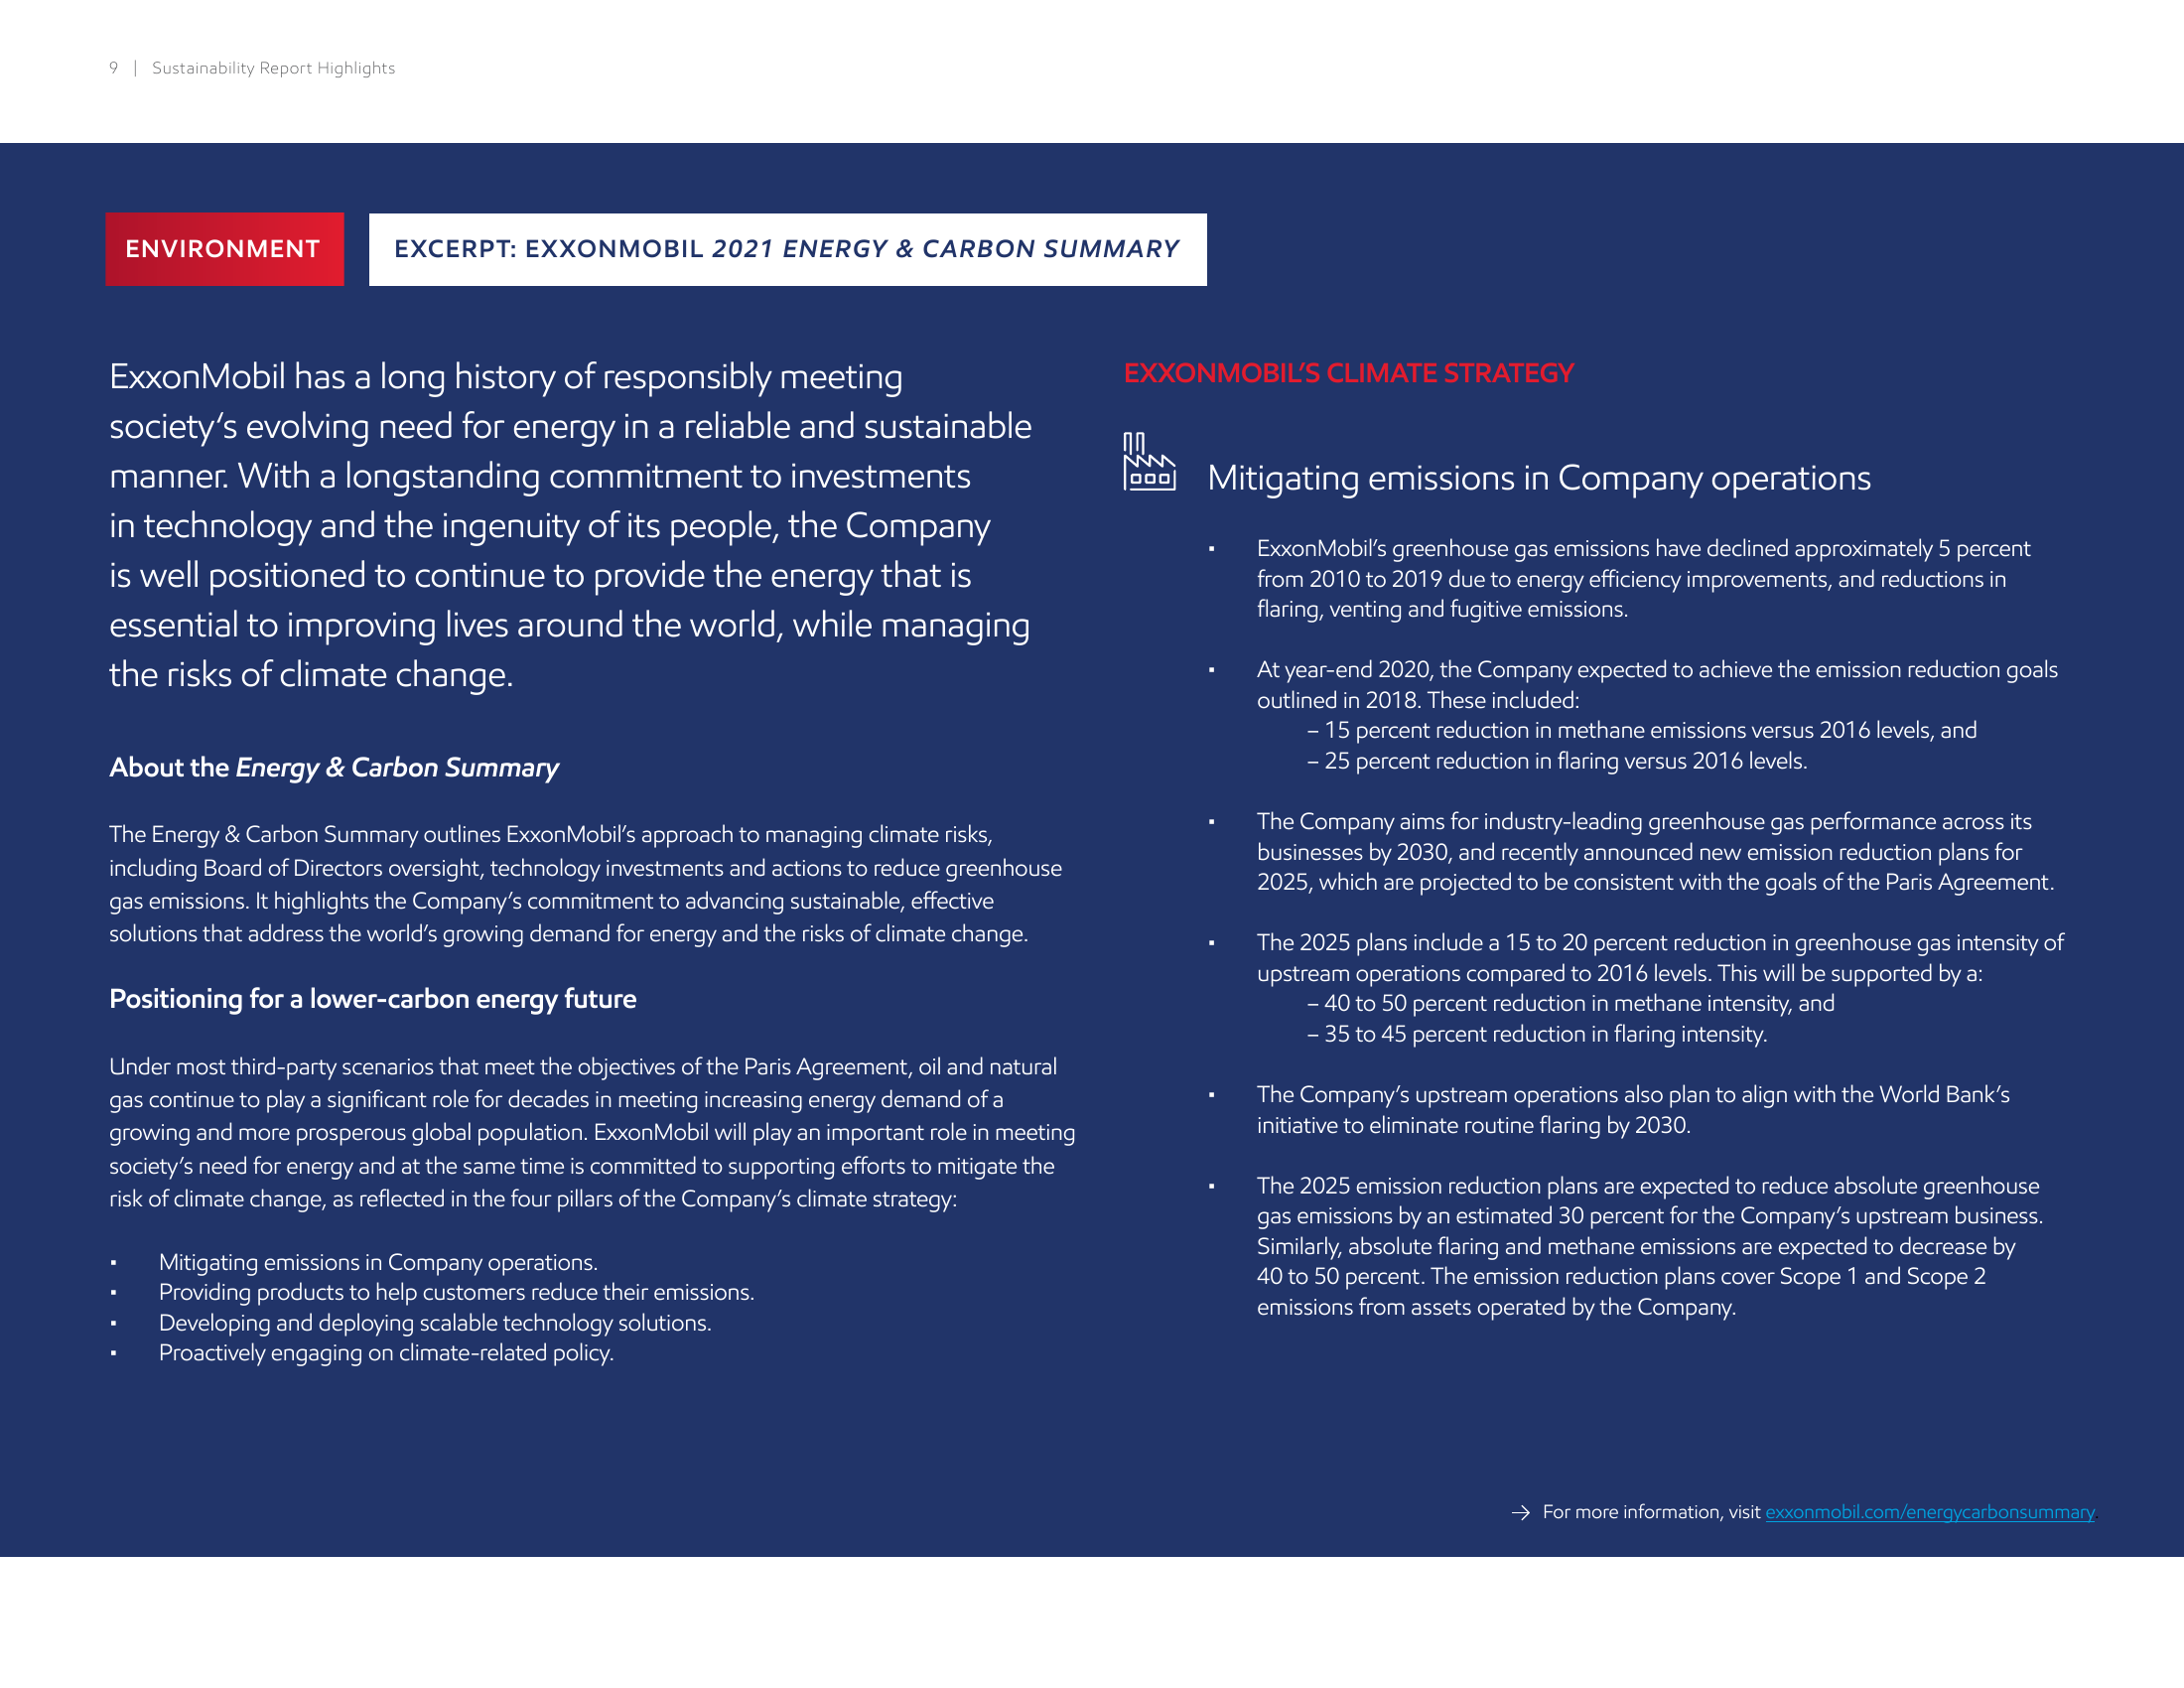 9 | Sustainability Report Highlights
ENVIRONMENT
EXCERPT: EXXONMOBIL 2021 ENERGY & CARBON SUMMARY
ExxonMobil has a long history of responsibly meeting
society’s evolving need for energy in a reliable and sustainable
manner. With a longstanding commitment to investments
in technology and the ingenuity of its people, the Company
is well positioned to continue to provide the energy that is
essential to improving lives around the world, while managing
the risks of climate change.
About the Energy & Carbon Summary
The Energy & Carbon Summary outlines ExxonMobil’s approach to managing climate risks,
including Board of Directors oversight, technology investments and actions to reduce greenhouse
gas emissions. It highlights the Company’s commitment to advancing sustainable, effective
solutions that address the world’s growing demand for energy and the risks of climate change.
Positioning for a lower-carbon energy future
Under most third-party scenarios that meet the objectives of the Paris Agreement, oil and natural
gas continue to play a significant role for decades in meeting increasing energy demand of a
growing and more prosperous global population. ExxonMobil will play an important role in meeting
society’s need for energy and at the same time is committed to supporting efforts to mitigate the
risk of climate change, as reflected in the four pillars of the Company’s climate strategy:
• Mitigating emissions in Company operations.
• Providing products to help customers reduce their emissions.
• Developing and deploying scalable technology solutions.
• Proactively engaging on climate-related policy.
EXXONMOBIL’S CLIMATE STRATEGY
Mitigating emissions in Company operations
• ExxonMobil’s greenhouse gas emissions have declined approximately 5 percent
from 2010 to 2019 due to energy efficiency improvements, and reductions in
flaring, venting and fugitive emissions.
• At year-end 2020, the Company expected to achieve the emission reduction goals
outlined in 2018. These included:
– 15 percent reduction in methane emissions versus 2016 levels, and
– 25 percent reduction in flaring versus 2016 levels.
• The Company aims for industry-leading greenhouse gas performance across its
businesses by 2030, and recently announced new emission reduction plans for
2025, which are projected to be consistent with the goals of the Paris Agreement.
• The 2025 plans include a 15 to 20 percent reduction in greenhouse gas intensity of
upstream operations compared to 2016 levels. This will be supported by a:
– 40 to 50 percent reduction in methane intensity, and
– 35 to 45 percent reduction in flaring intensity.
• The Company’s upstream operations also plan to align with the World Bank’s
initiative to eliminate routine flaring by 2030.
• The 2025 emission reduction plans are expected to reduce absolute greenhouse
gas emissions by an estimated 30 percent for the Company’s upstream business.
Similarly, absolute flaring and methane emissions are expected to decrease by
40 to 50 percent. The emission reduction plans cover Scope 1 and Scope 2
emissions from assets operated by the Company.
→ For more information, visit exxonmobil.com/energycarbonsummary.